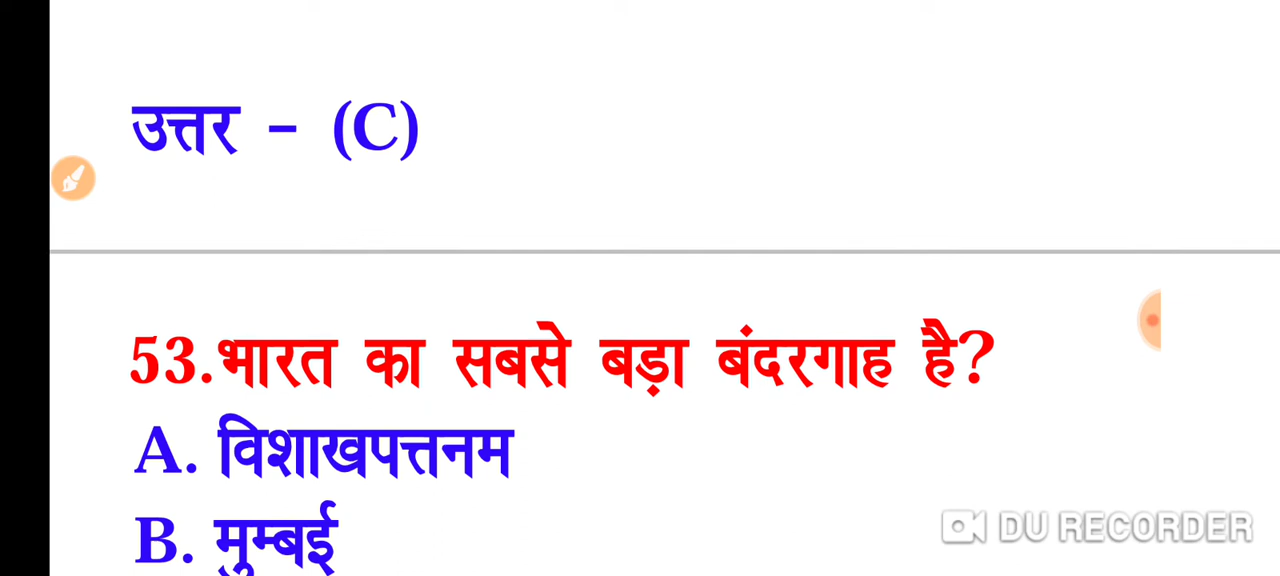 उत्तर - (C)
53.भारत का सबसे बड़ा बंदरगाह है?
A. विशाखपत्तनम
B. मुम्बई
DU RECORDER